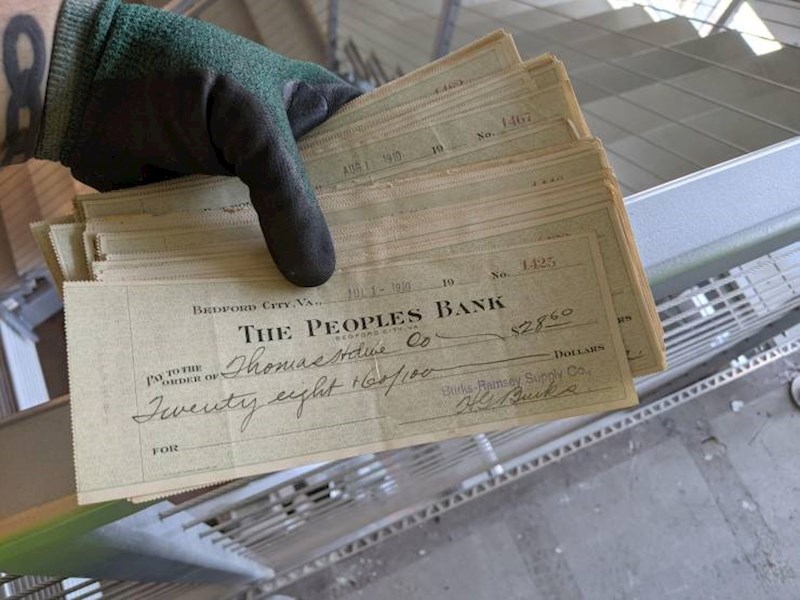 AUG 1 1910 19 No. 1467
JUL 1 - 1910 19 No. 1425
BEDFORD CITY, VA.,
THE PEOPLES BANK
BEDFORD CITY, VA.
PAY TO THE ORDER OF Thomas Hdwe Co $28 60
Twenty eight + 60/100 DOLLARS
Burks-Ramsey Supply Co.,
FOR